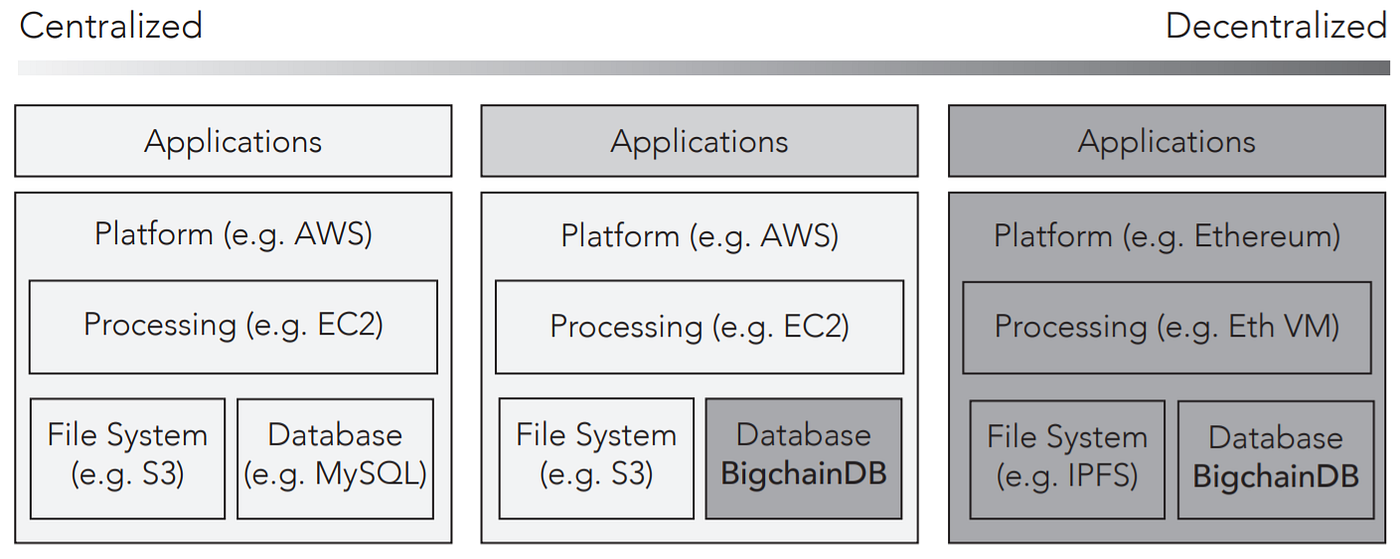 Centralized
Decentralized
Applications
Platform (e.g. AWS)
Processing (e.g. EC2)
File System
(e.g. S3)
Database
(e.g. MySQL)
Applications
Platform (e.g. AWS)
Processing (e.g. EC2)
File System
(e.g. S3)
Database
BigchainDB
Applications
Platform (e.g. Ethereum)
Processing (e.g. Eth VM)
File System
(e.g. IPFS)
Database
BigchainDB